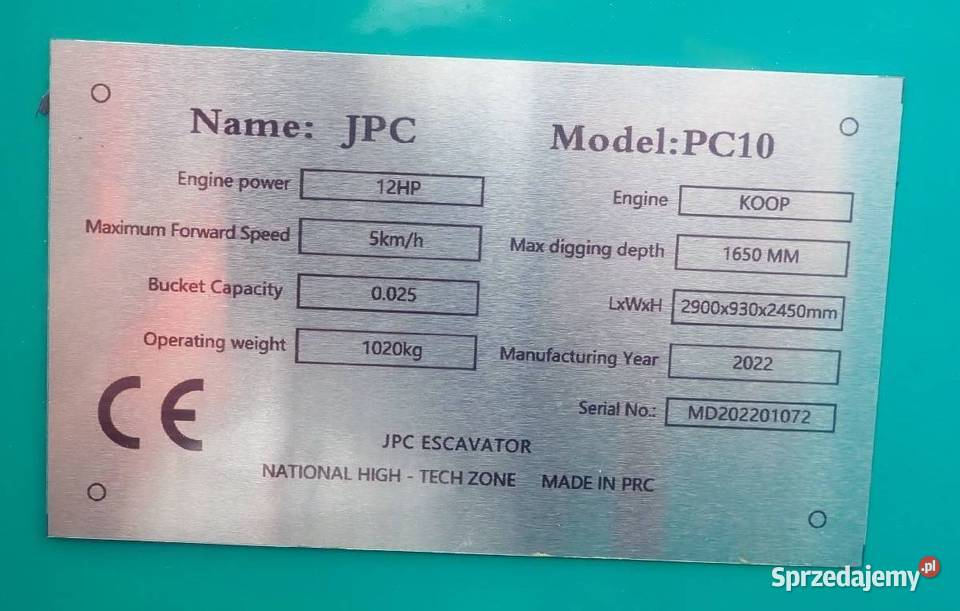 Name: JPC
Model:PC10
Engine power 12HP
Engine KOOP
Maximum Forward Speed 5km/h
Max digging depth 1650 MM
Bucket Capacity 0.025
LxWxH 2900x930x2450mm
Operating weight 1020kg
Manufacturing Year 2022
Serial No.: MD202201072
CE
JPC ESCAVATOR
NATIONAL HIGH - TECH ZONE MADE IN PRC
Sprzedajemy.pl